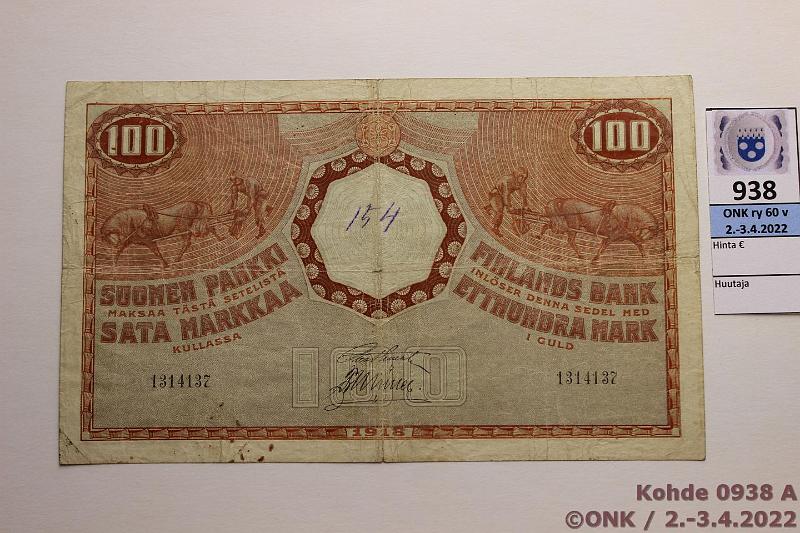 100
100
154
SUOMEN PANKKI
MAKSAA TÄSTÄ SETELISTÄ
SATA MARKKAA
KULLASSA
FINLANDS BANK
INLÖSER DENNA SEDEL MED
ETTHUNDRA MARK
I GULD
100
1314137
1314137
1918
938
ONK ry 60 v
2.-3.4.2022
Hinta €
Huutaja
Kohde 0938 A
©ONK / 2.-3.4.2022